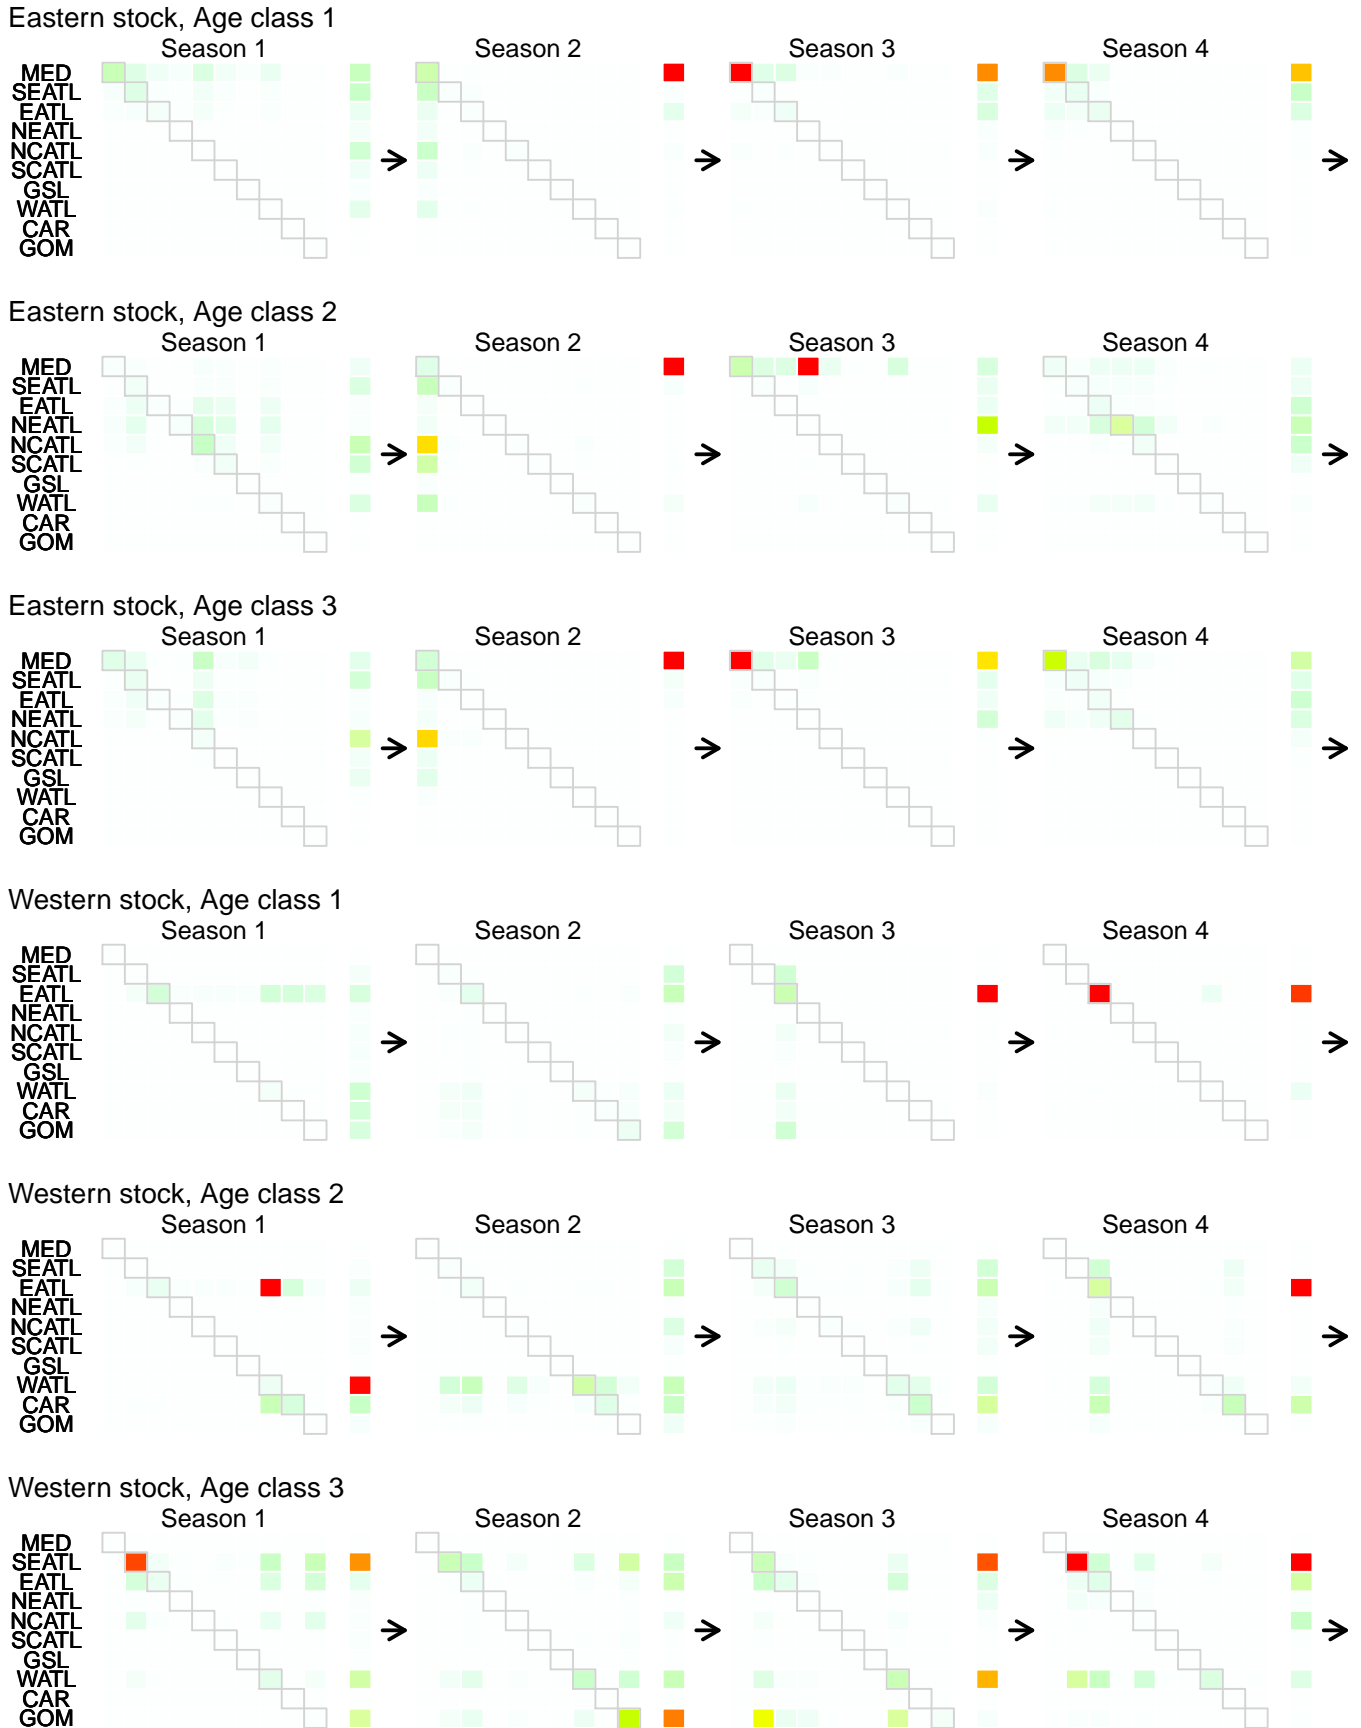 Eastern stock, Age class 1
Season 1 Season 2 Season 3 Season 4
MED
SEATL
EATL
NEATL
NCATL
SCATL
GSL
WATL
CAR
GOM
Eastern stock, Age class 2
Season 1 Season 2 Season 3 Season 4
MED
SEATL
EATL
NEATL
NCATL
SCATL
GSL
WATL
CAR
GOM
Eastern stock, Age class 3
Season 1 Season 2 Season 3 Season 4
MED
SEATL
EATL
NEATL
NCATL
SCATL
GSL
WATL
CAR
GOM
Western stock, Age class 1
Season 1 Season 2 Season 3 Season 4
MED
SEATL
EATL
NEATL
NCATL
SCATL
GSL
WATL
CAR
GOM
Western stock, Age class 2
Season 1 Season 2 Season 3 Season 4
MED
SEATL
EATL
NEATL
NCATL
SCATL
GSL
WATL
CAR
GOM
Western stock, Age class 3
Season 1 Season 2 Season 3 Season 4
MED
SEATL
EATL
NEATL
NCATL
SCATL
GSL
WATL
CAR
GOM